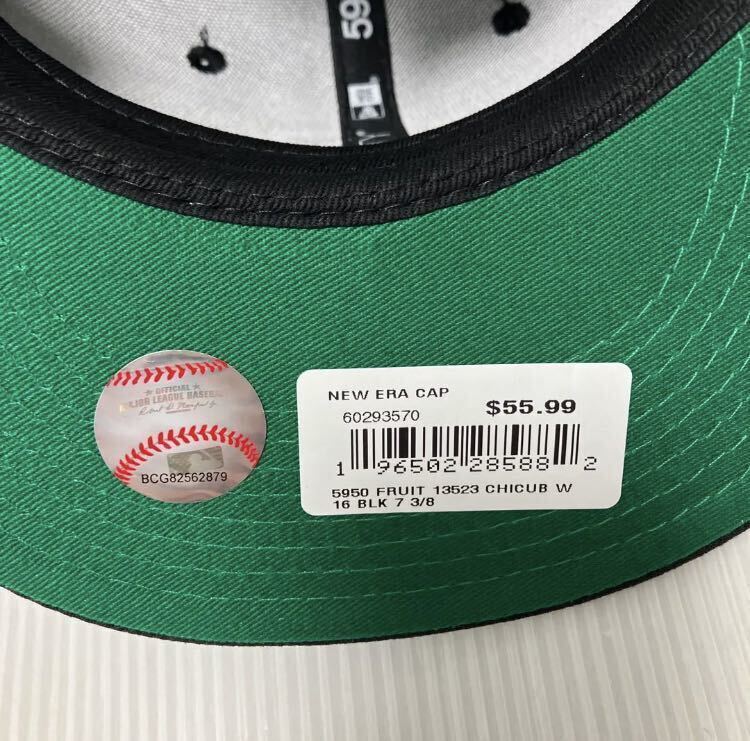 59
NEW ERA CAP
60293570
$55.99
1 96502 28588 2
5950 FRUIT 13523 CHICUB W
16 BLK 7 3/8
OFFICIAL
MAJOR LEAGUE BASEBALL
BCG82562879